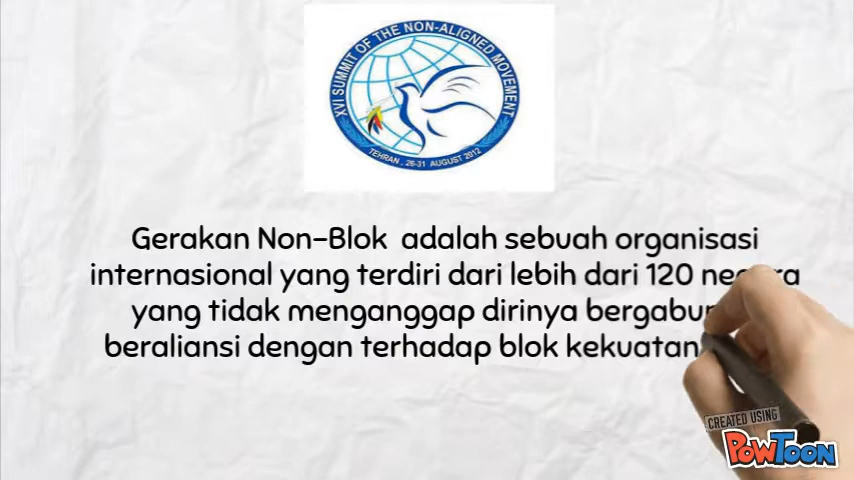 XVI SUMMIT OF THE NON-ALIGNED MOVEMENT
TEHRAN, 26-31 AUGUST 2012
Gerakan Non-Blok adalah sebuah organisasi
internasional yang terdiri dari lebih dari 120
yang tidak menganggap dirinya
beraliansi dengan terhadap blok kekuatan
CREATED USING
POWTOON